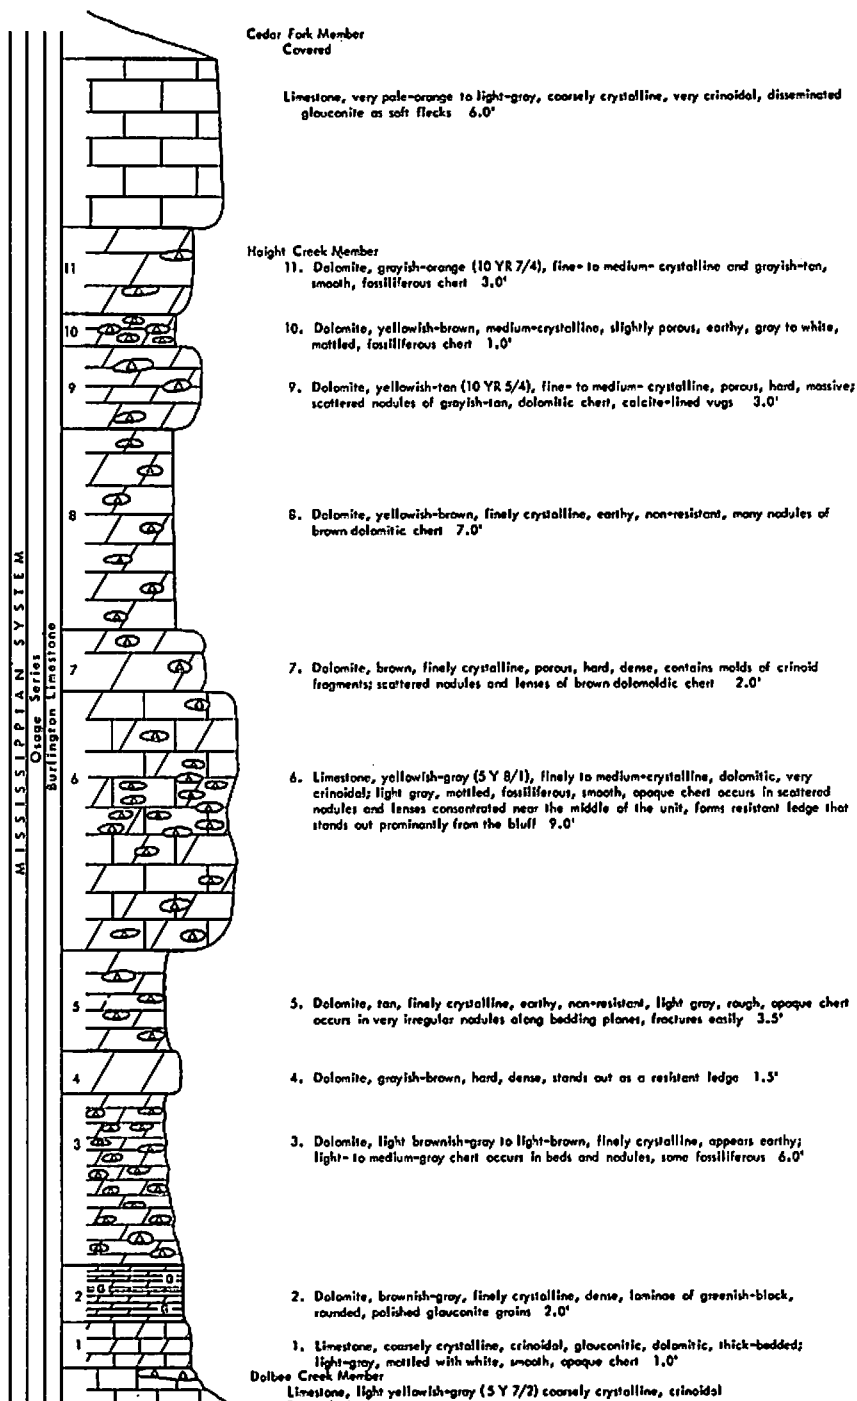 Cedar Fork Member
Covered
Limestone, very pale-orange to light-gray, coarsely crystalline, very crinoidal, disseminated
glauconite as soft flecks 6.0'
Haight Creek Member
11
11. Dolomite, grayish-orange (10 YR 7/4), fine- to medium- crystalline and grayish-tan,
smooth, fossiliferous chert 3.0'
10
10. Dolomite, yellowish-brown, medium-crystalline, slightly porous, earthy, gray to white,
mottled, fossiliferous chert 1.0'
9
9. Dolomite, yellowish-tan (10 YR 5/4), fine- to medium- crystalline, porous, hard, massive;
scattered nodules of grayish-tan, dolomitic chert, calcite-lined vugs 3.0'
8
8. Dolomite, yellowish-brown, finely crystalline, earthy, non-resistant, many nodules of
brown dolomitic chert 7.0'
MISSISSIPPIAN SYSTEM
Osage Series
Burlington Limestone
7
7. Dolomite, brown, finely crystalline, porous, hard, dense, contains molds of crinoid
fragments; scattered nodules and lenses of brown dolomoldic chert 2.0'
6
6. Limestone, yellowish-gray (5 Y 8/1), finely to medium-crystalline, dolomitic, very
crinoidal; light gray, mottled, fossiliferous, smooth, opaque chert occurs in scattered
nodules and lenses consentrated near the middle of the unit, forms resistant ledge that
stands out prominantly from the bluff 9.0'
5
5. Dolomite, tan, finely crystalline, earthy, non-resistant, light gray, rough, opaque chert
occurs in very irregular nodules along bedding planes, fractures easily 3.5'
4
4. Dolomite, grayish-brown, hard, dense, stands out as a resistant ledge 1.5'
3
3. Dolomite, light brownish-gray to light-brown, finely crystalline, appears earthy;
light- to medium-gray chert occurs in beds and nodules, some fossiliferous 6.0'
2
G
G
G
2. Dolomite, brownish-gray, finely crystalline, dense, laminae of greenish-black,
rounded, polished glauconite grains 2.0'
1
1. Limestone, coarsely crystalline, crinoidal, glauconitic, dolomitic, thick-bedded;
light-gray, mottled with white, smooth, opaque chert 1.0'
Dolbee Creek Member
Limestone, light yellowish-gray (5 Y 7/2) coarsely crystalline, crinoidal